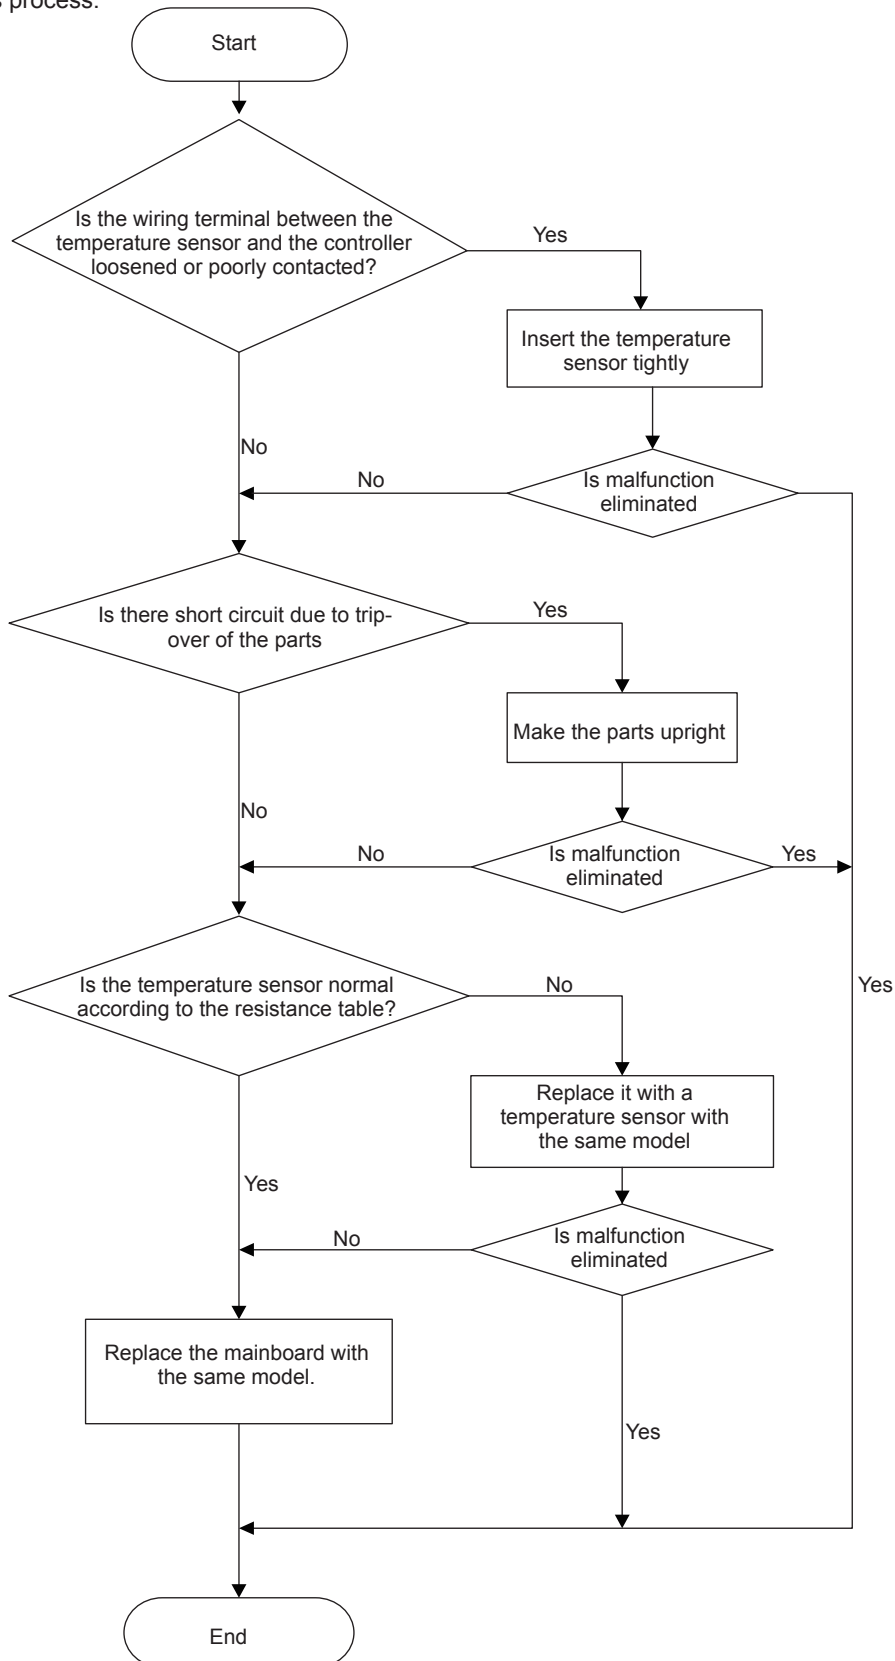 process.
Start
Is the wiring terminal between the
temperature sensor and the controller
loosened or poorly contacted?
Yes
Insert the temperature
sensor tightly
No
No
Is malfunction
eliminated
Is there short circuit due to trip-
over of the parts
Yes
Make the parts upright
No
No
Is malfunction
eliminated
Yes
Is the temperature sensor normal
according to the resistance table?
No
Yes
Replace it with a
temperature sensor with
the same model
Yes
No
Is malfunction
eliminated
Replace the mainboard with
the same model.
Yes
End